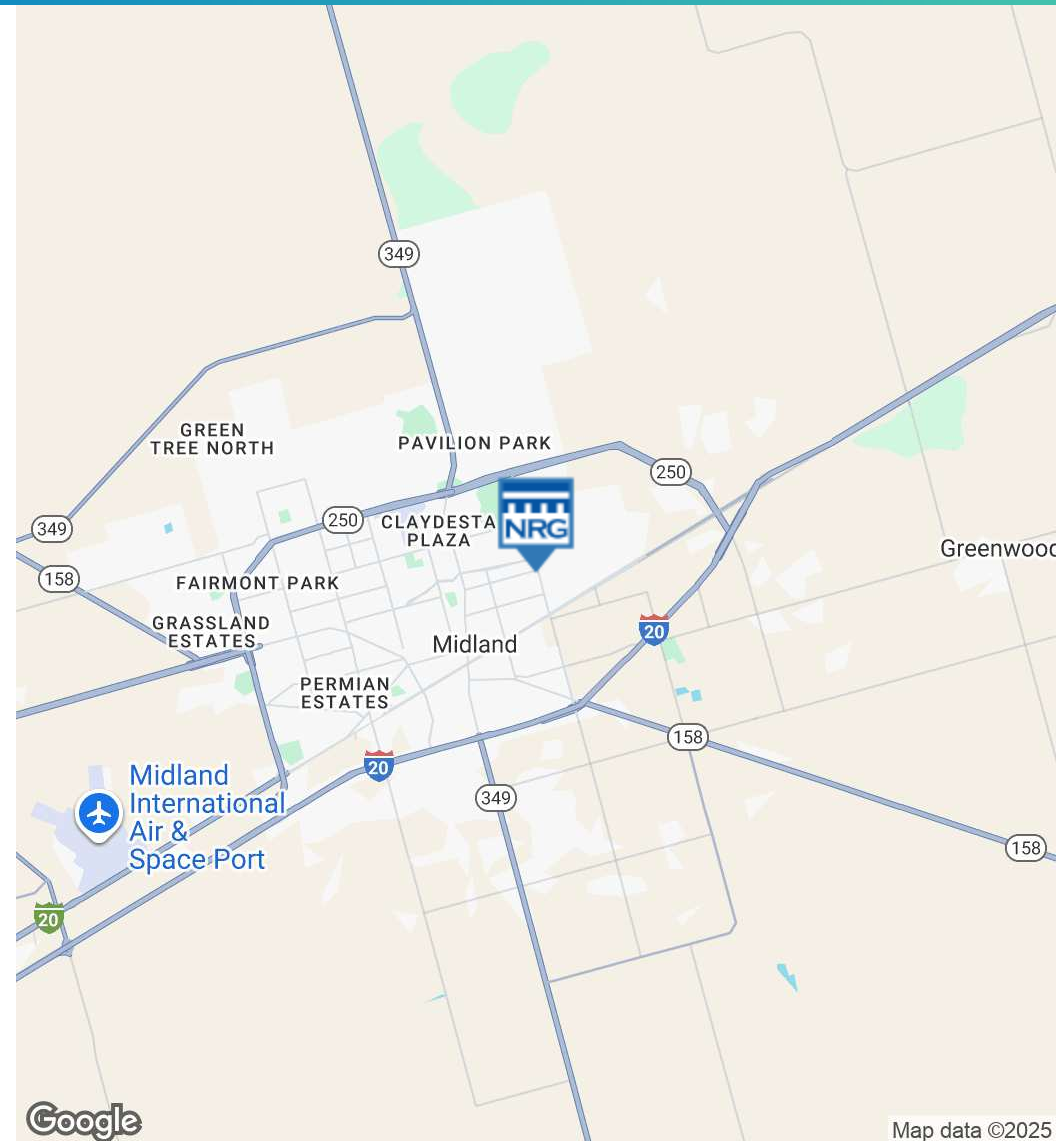 349
GREEN
TREE NORTH
PAVILION PARK
250
349
250
CLAYDESTA
PLAZA
NRG
Greenwood
158
FAIRMONT PARK
GRASSLAND
ESTATES
20
Midland
PERMIAN
ESTATES
158
20
Midland
International
Air &
Space Port
349
158
20
Google
Map data ©2025